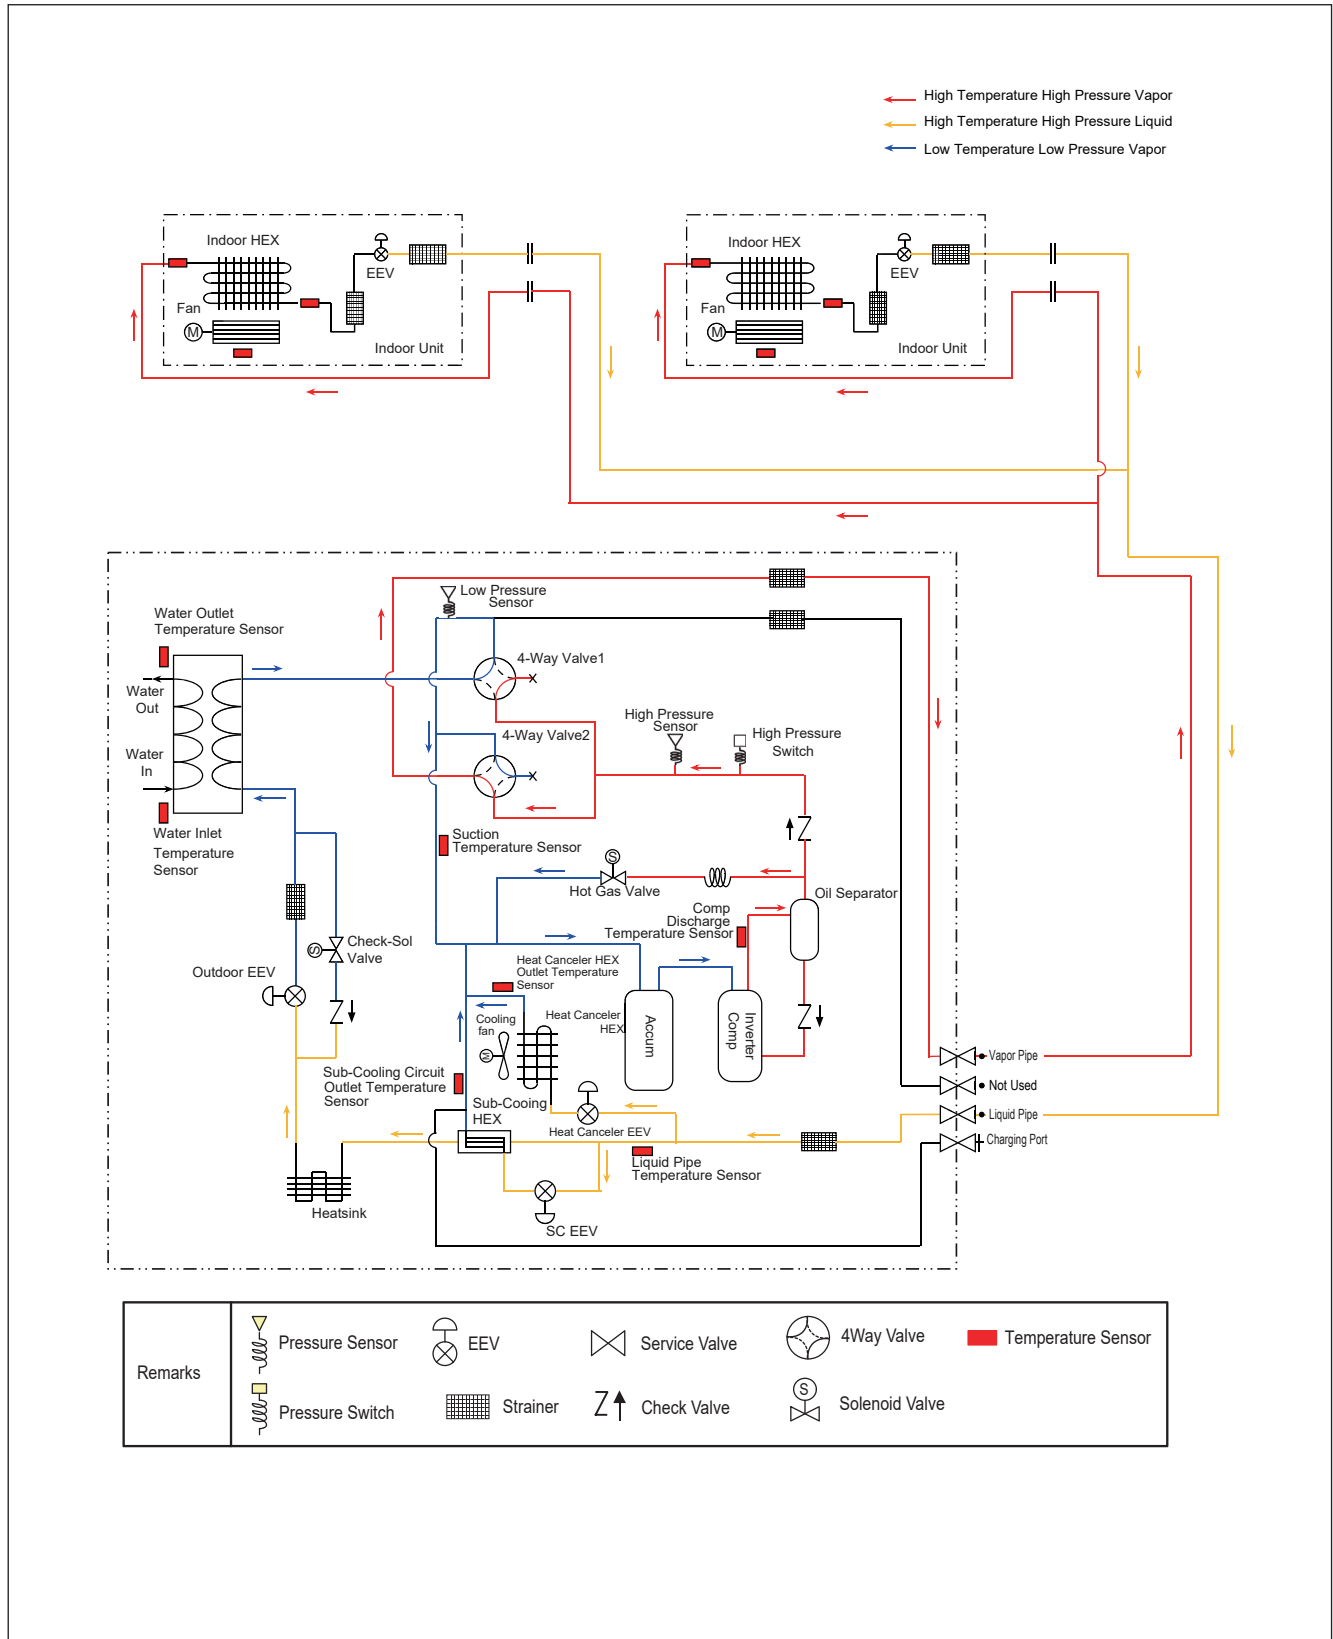 High Temperature High Pressure Vapor
High Temperature High Pressure Liquid
Low Temperature Low Pressure Vapor
Indoor HEX
EEV
Fan
M
Indoor Unit
Indoor HEX
EEV
Fan
M
Indoor Unit
Low Pressure
Sensor
Water Outlet
Temperature Sensor
4-Way Valve1
Water
Out
High Pressure
Sensor
High Pressure
Switch
4-Way Valve2
Water
In
Water Inlet
Temperature
Sensor
Suction
Temperature Sensor
S
Hot Gas Valve
Oil Separator
Comp
Discharge
Temperature Sensor
S
Check-Sol
Valve
Outdoor EEV
Heat Canceler HEX
Outlet Temperature
Sensor
Cooling
fan
M
Heat Canceler
HEX
Accum
Inverter
Comp
Vapor Pipe
Sub-Cooling Circuit
Outlet Temperature
Sensor
Not Used
Sub-Cooing
HEX
Heat Canceler EEV
Liquid Pipe
Charging Port
Liquid Pipe
Temperature Sensor
Heatsink
SC EEV
Remarks
Pressure Sensor
EEV
Service Valve
4Way Valve
Temperature Sensor
Pressure Switch
Strainer
Check Valve
S
Solenoid Valve